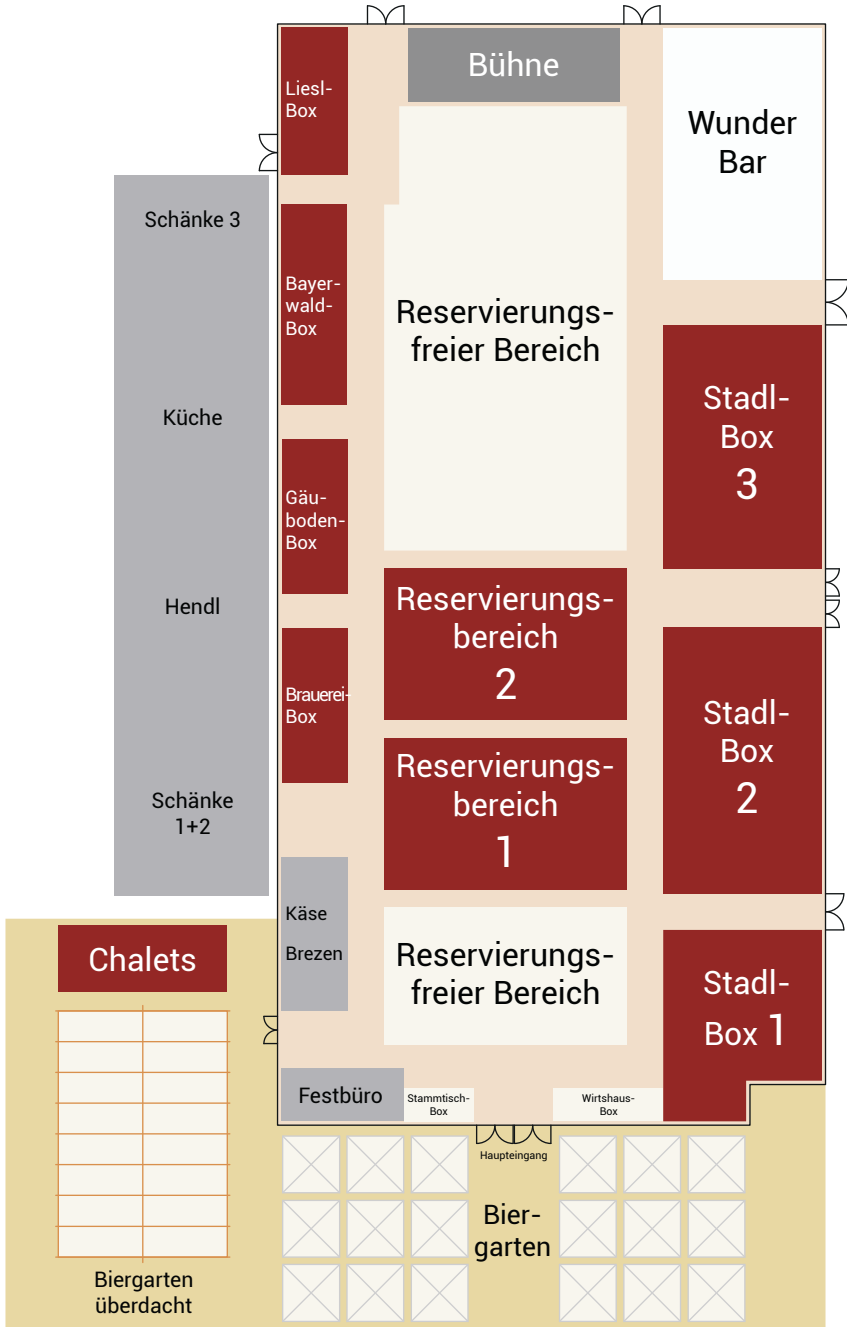 Bühne
Liesl-
Box
Wunder
Bar
Schänke 3
Bayer-
wald-
Box
Reservierungs-
freier Bereich
Stadl-
Box
3
Küche
Gäu-
boden-
Box
Hendl
Reservierungs-
bereich
2
Brauerei-
Box
Stadl-
Box
2
Reservierungs-
bereich
1
Schänke
1+2
Käse
Brezen
Chalets
Reservierungs-
freier Bereich
Stadl-
Box 1
Festbüro
Stammtisch-
Box
Wirtshaus-
Box
Haupteingang
Bier-
garten
Biergarten
überdacht